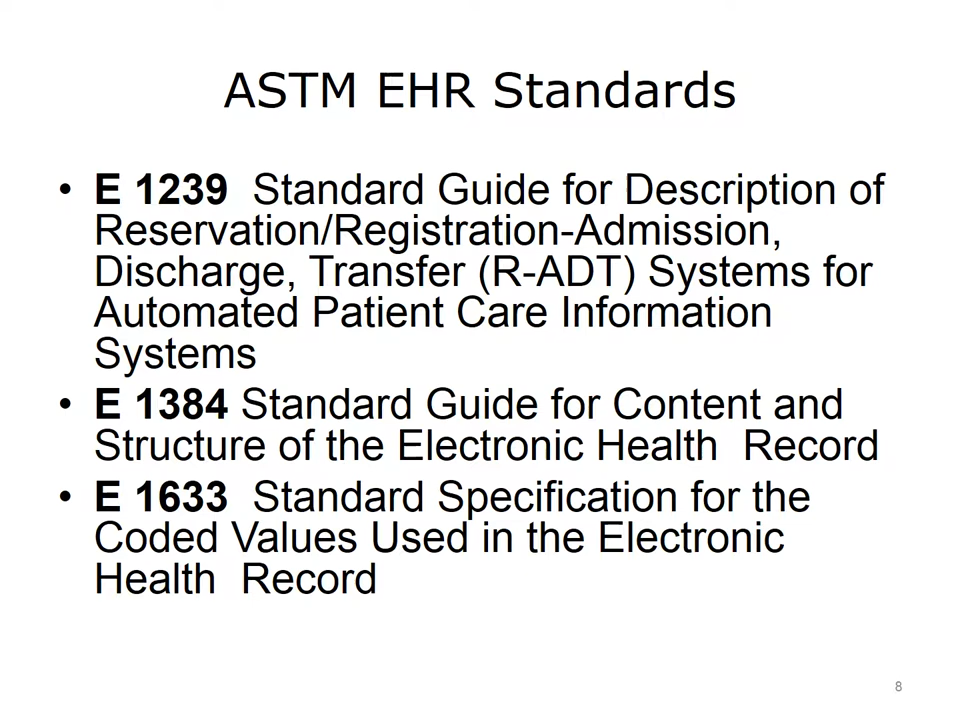 ASTM EHR Standards
• E 1239  Standard Guide for Description of
Reservation/Registration-Admission,
Discharge, Transfer (R-ADT) Systems for
Automated Patient Care Information
Systems
• E 1384 Standard Guide for Content and
Structure of the Electronic Health  Record
• E 1633  Standard Specification for the
Coded Values Used in the Electronic
Health  Record
8